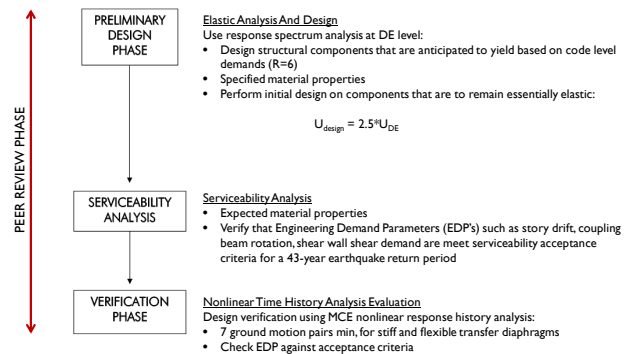 PEER REVIEW PHASE
PRELIMINARY
DESIGN
PHASE
Elastic Analysis And Design
Use response spectrum analysis at DE level:
• Design structural components that are anticipated to yield based on code level
demands (R=6)
• Specified material properties
• Perform initial design on components that are to remain essentially elastic:
Udesign = 2.5*UDE
SERVICEABILITY
ANALYSIS
Serviceability Analysis
• Expected material properties
• Verify that Engineering Demand Parameters (EDP's) such as story drift, coupling
beam rotation, shear wall shear demand are meet serviceability acceptance
criteria for a 43-year earthquake return period
VERIFICATION
PHASE
Nonlinear Time History Analysis Evaluation
Design verification using MCE nonlinear response history analysis:
• 7 ground motion pairs min, for stiff and flexible transfer diaphragms
• Check EDP against acceptance criteria